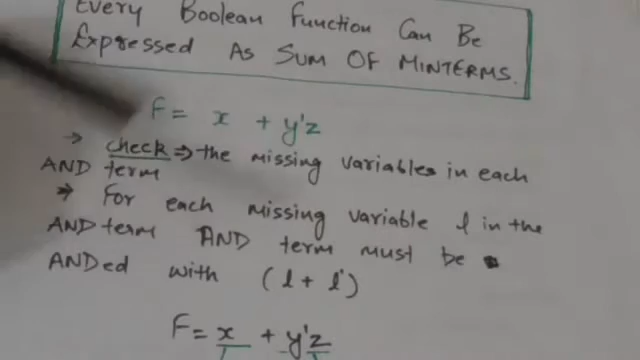 Every Boolean Function Can Be
Expressed As SUM OF MINTERMS.
F = x + y'z
→ check ⇒ the missing variables in each
AND term
⇒ For each missing variable l in the
AND term AND term must be
ANDed with (l + l')
F = x + y'z